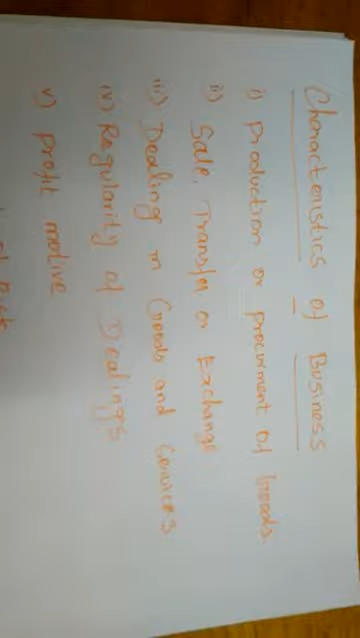 Characteristics of Business
i) Production or procurement of Goods.
ii) Sale, Transfer or Exchange
iii) Dealing in Goods and Services
iv) Regularity of Dealings
v) profit motive